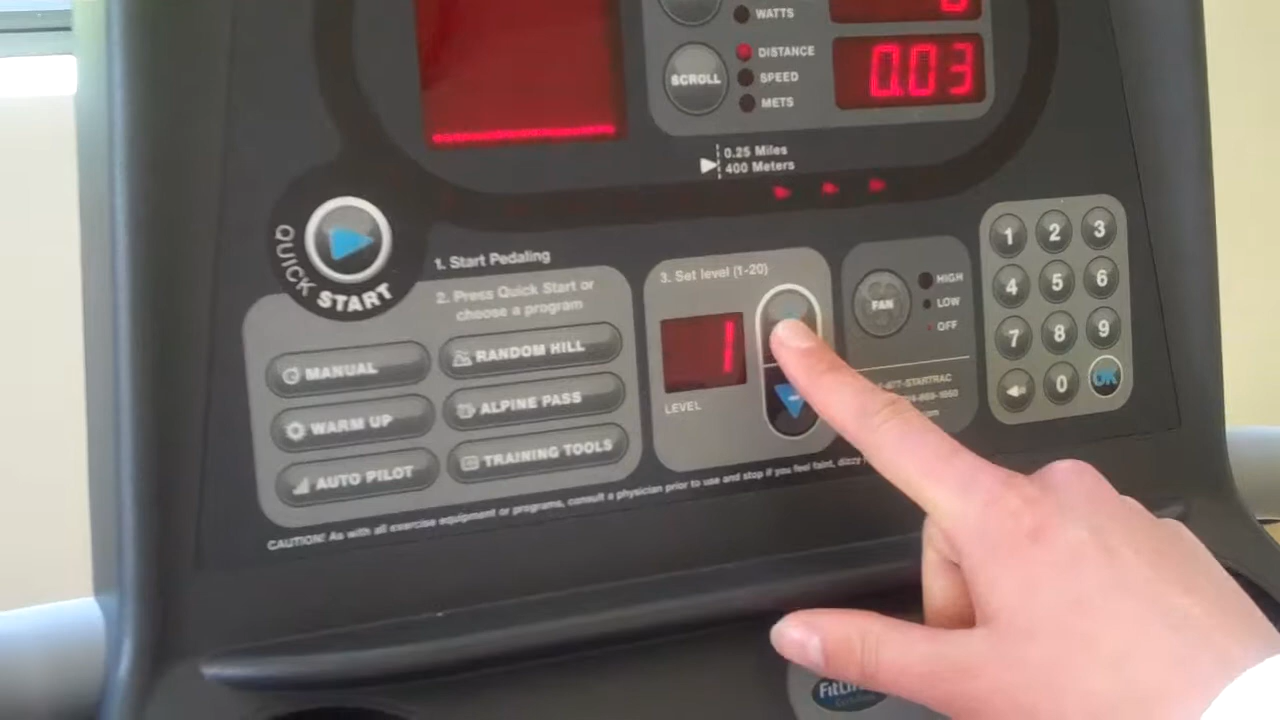 WATTS
SCROLL
DISTANCE
0.03
SPEED
METS
0.25 Miles
400 Meters
QUICK START
1. Start Pedaling
2. Press Quick Start or
choose a program
MANUAL
RANDOM HILL
WARM UP
ALPINE PASS
AUTO PILOT
TRAINING TOOLS
3. Set level (1-20)
1
LEVEL
FAN
HIGH
LOW
OFF
1 2 3
4 5 6
7 8 9
0 OK
-877-STARTRAC
CAUTION! As with all exercise equipment or programs, consult a physician prior to use and stop if you feel faint, dizzy